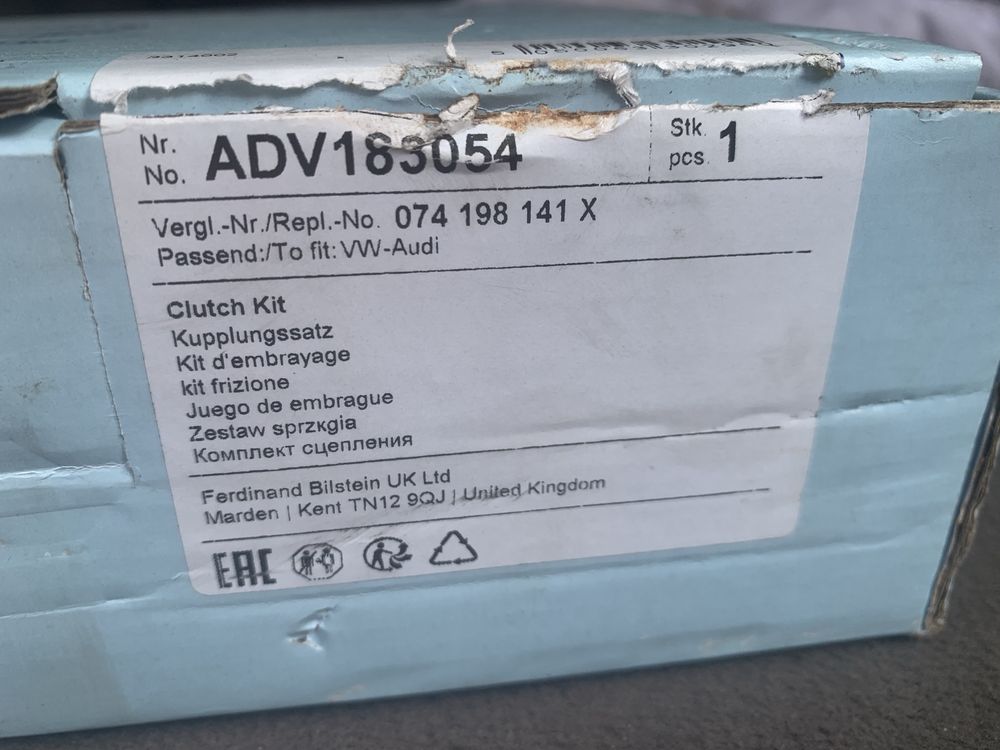 Nr.
No. ADV183054
Stk.
pcs. 1
Vergl.-Nr./Repl.-No. 074 198 141 X
Passend:/To fit: VW-Audi
Clutch Kit
Kupplungssatz
Kit d'embrayage
kit frizione
Juego de embrague
Zestaw sprzкgіa
Комплект сцепления
Ferdinand Bilstein UK Ltd
Marden | Kent TN12 9QJ | United Kingdom
EAC